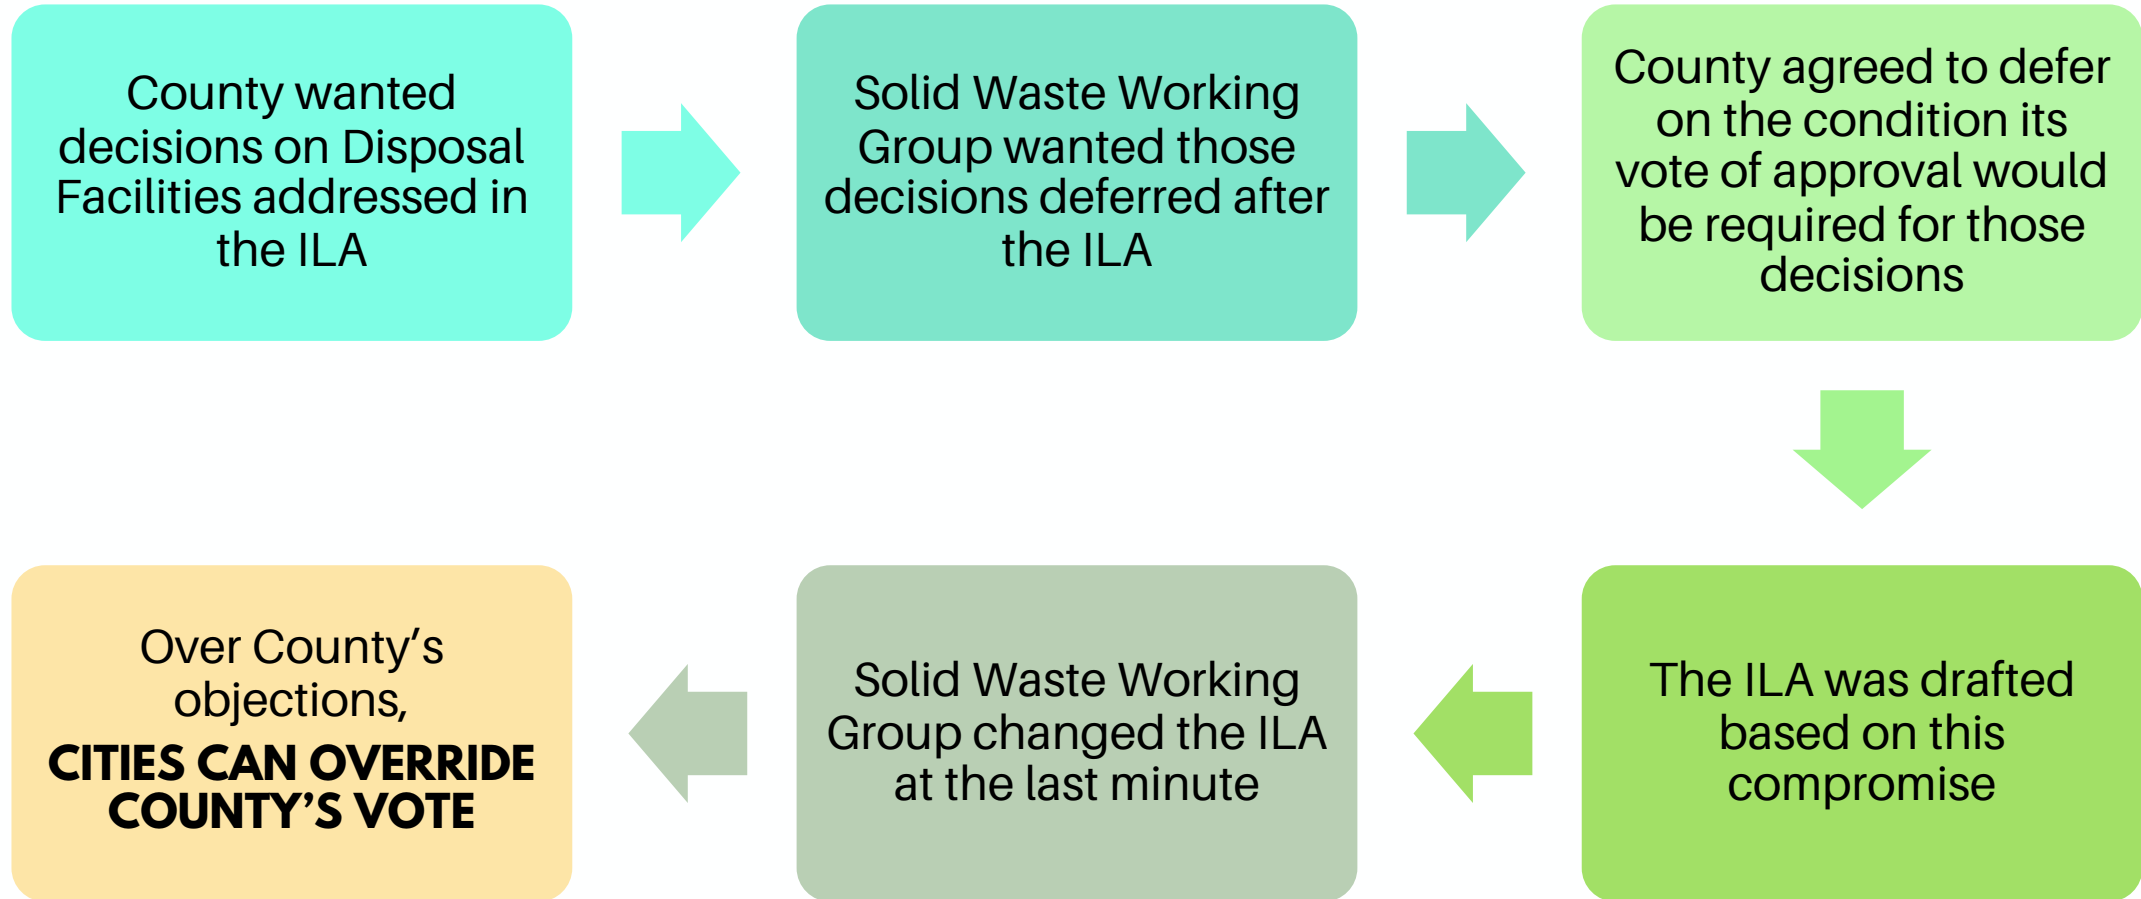 County wanted
decisions on Disposal
Facilities addressed in
the ILA
Solid Waste Working
Group wanted those
decisions deferred after
the ILA
County agreed to defer
on the condition its
vote of approval would
be required for those
decisions
The ILA was drafted
based on this
compromise
Solid Waste Working
Group changed the ILA
at the last minute
Over County’s
objections,
CITIES CAN OVERRIDE
COUNTY’S VOTE